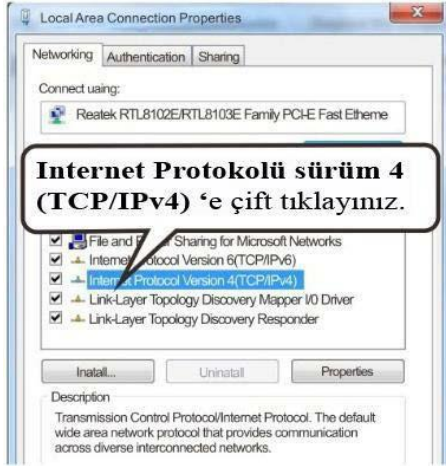 Local Area Connection Properties
Networking Authentication Sharing
Connect uaing:
Reatek RTL8102E/RTL8103E Family PCI-E Fast Etheme
Internet Protokolü sürüm 4
(TCP/IPv4) ‘e çift tıklayınız.
File and Sharing for Microsoft Networks
Internet Protocol Version 6(TCP/IPv6)
Internet Protocol Version 4(TCP/IPv4)
Link-Layer Topology Discovery Mapper I/0 Driver
Link-Layer Topology Discovery Responder
Inatall... Uninatall Properties
Description
Transmission Control Protocol/Internet Protocol. The default
wide area network protocol that provides communication
across diverse interconnected networks.